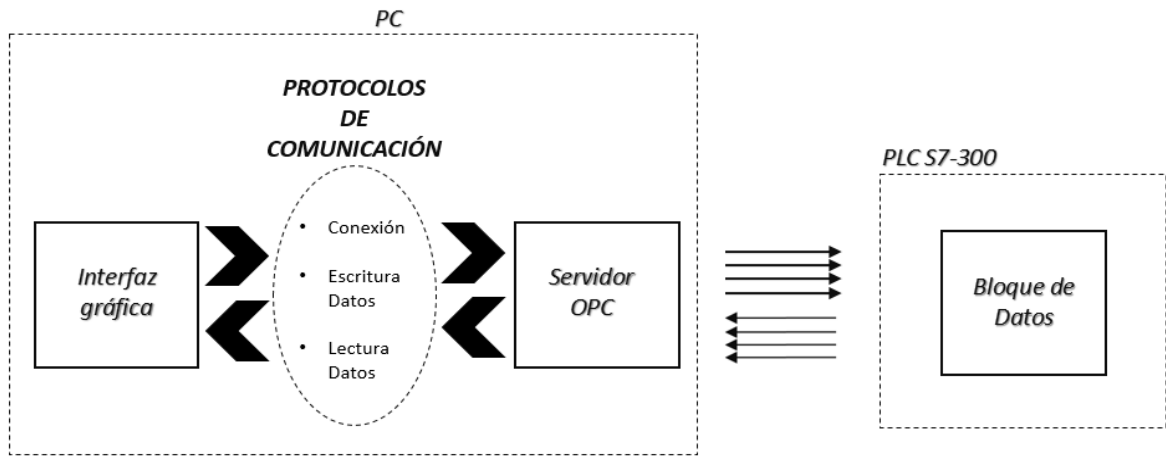 PC
PROTOCOLOS
DE
COMUNICACIÓN
Interfaz
gráfica
• Conexión
• Escritura
Datos
• Lectura
Datos
Servidor
OPC
PLC S7-300
Bloque de
Datos